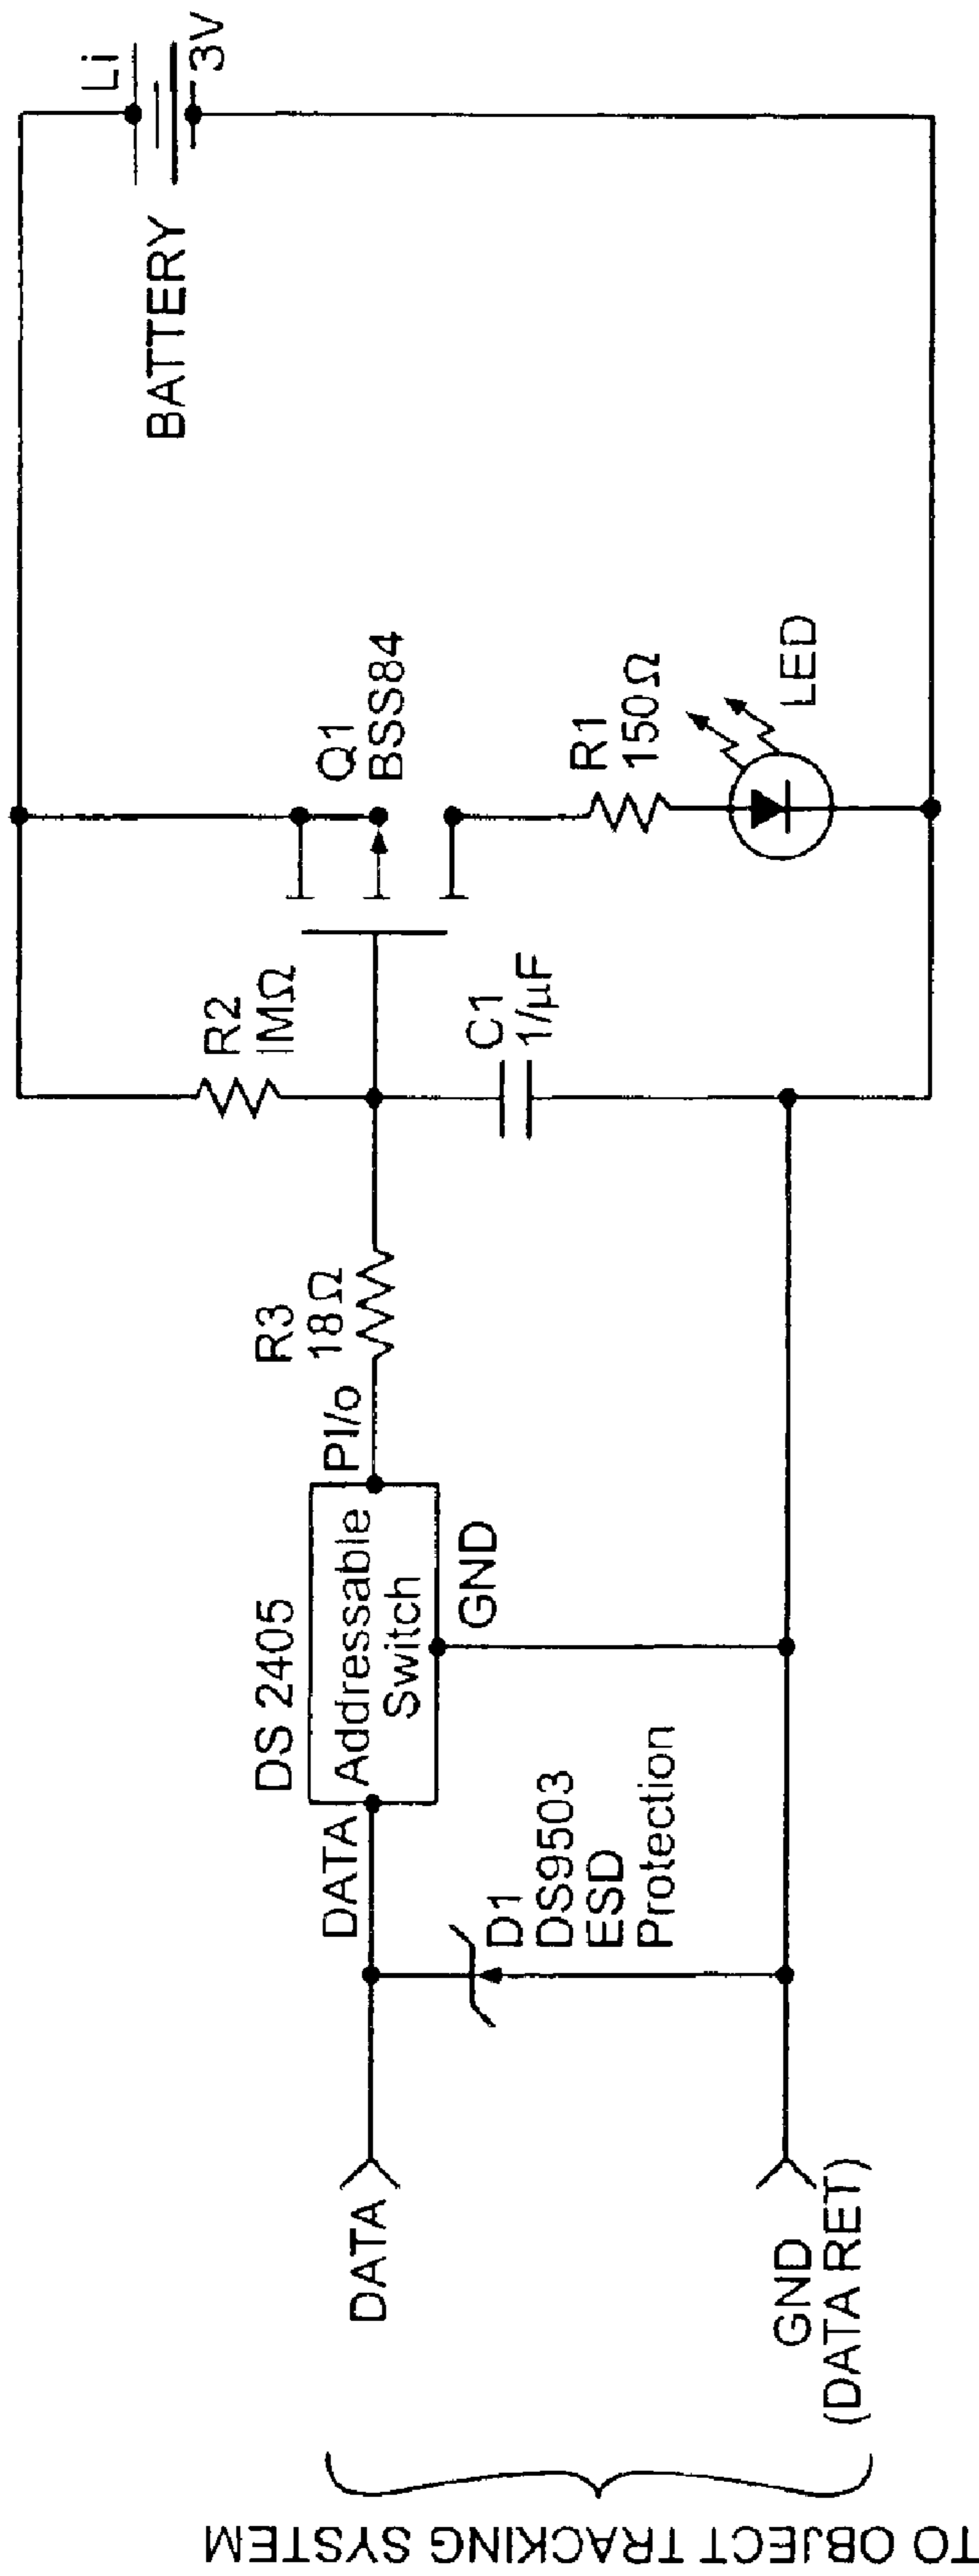 TO OBJECT TRACKING SYSTEM
DATA
GND
(DATA RET)
DATA
D1
DS9503
ESD
Protection
DS 2405
Addressable
Switch
GND
PI/o
R3
18Ω
R2
IMΩ
C1
1/μF
Q1
BSS84
R1
150Ω
LED
BATTERY
Li
3V